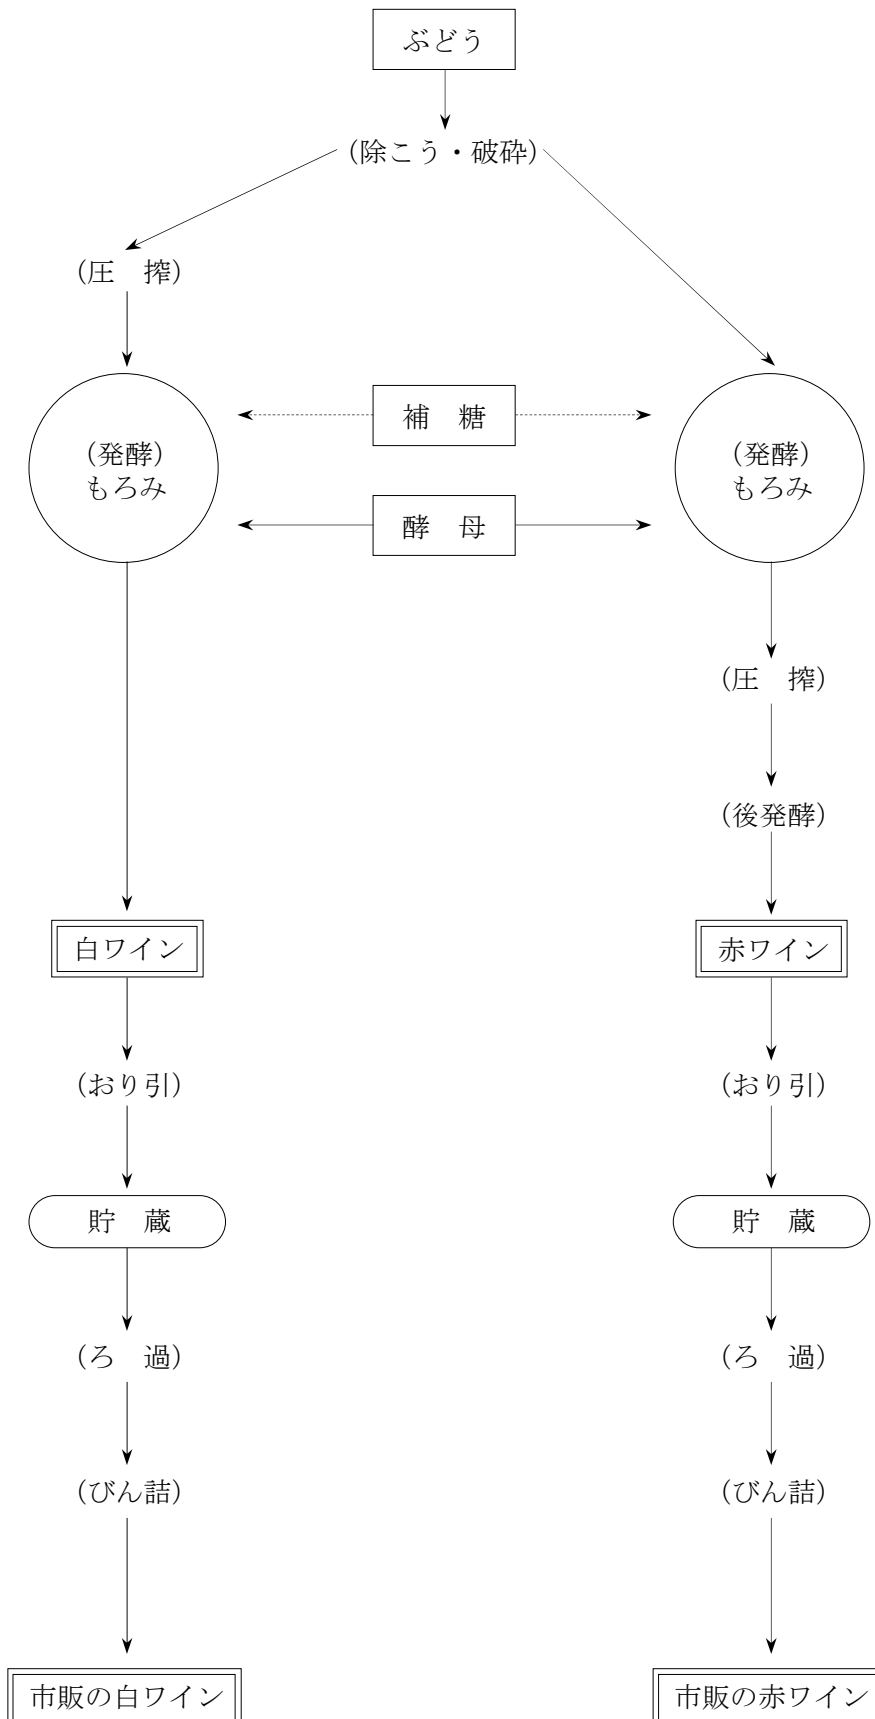 ぶどう
(除こう・破砕)
(圧　搾)
(発酵)
もろみ
補　糖
酵　母
(発酵)
もろみ
(圧　搾)
(後発酵)
白ワイン
赤ワイン
(おり引)
(おり引)
貯　蔵
貯　蔵
(ろ　過)
(ろ　過)
(びん詰)
(びん詰)
市販の白ワイン
市販の赤ワイン